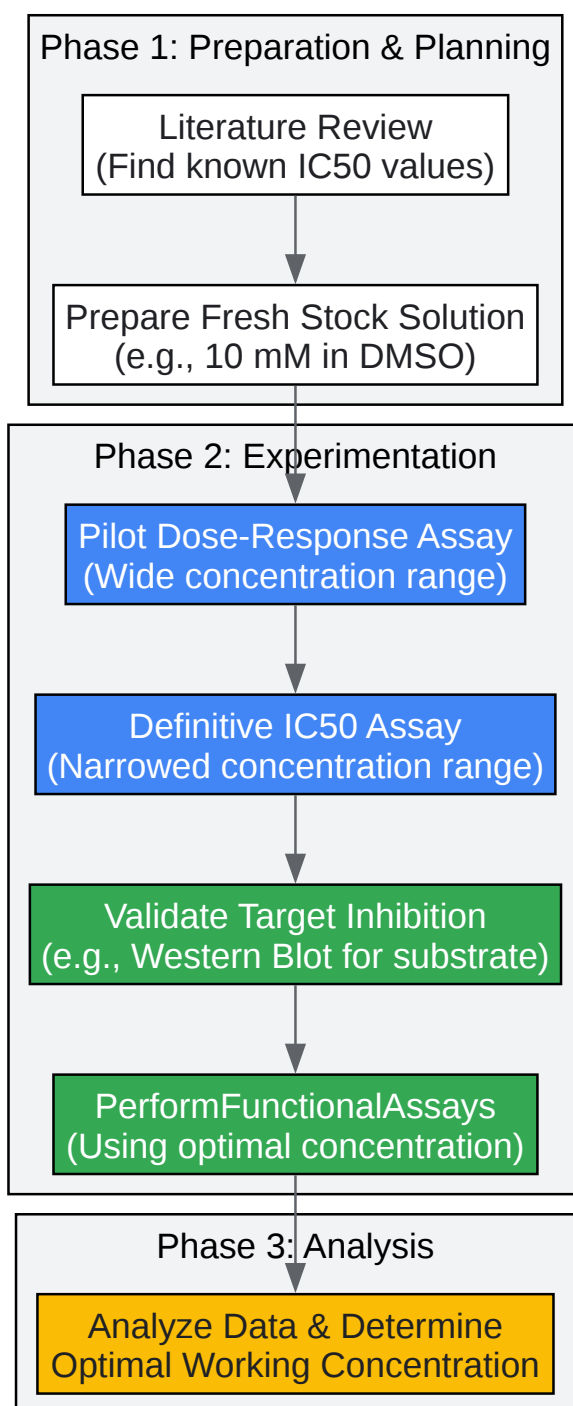 Phase 1: Preparation & Planning
Literature Review
(Find known IC50 values)
Prepare Fresh Stock Solution
(e.g., 10 mM in DMSO)
Phase 2: Experimentation
Pilot Dose-Response Assay
(Wide concentration range)
Definitive IC50 Assay
(Narrowed concentration range)
Validate Target Inhibition
(e.g., Western Blot for substrate)
PerformFunctionalAssays
(Using optimal concentration)
Phase 3: Analysis
Analyze Data & Determine
Optimal Working Concentration